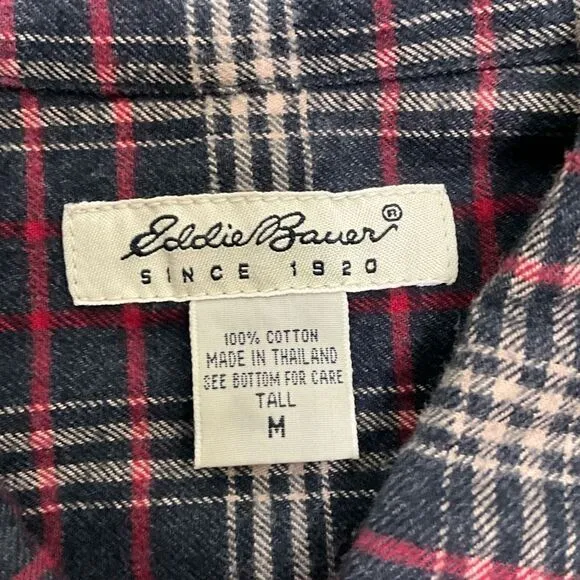 Eddie Bauer®
SINCE 1920
100% COTTON
MADE IN THAILAND
SEE BOTTOM FOR CARE
TALL
M